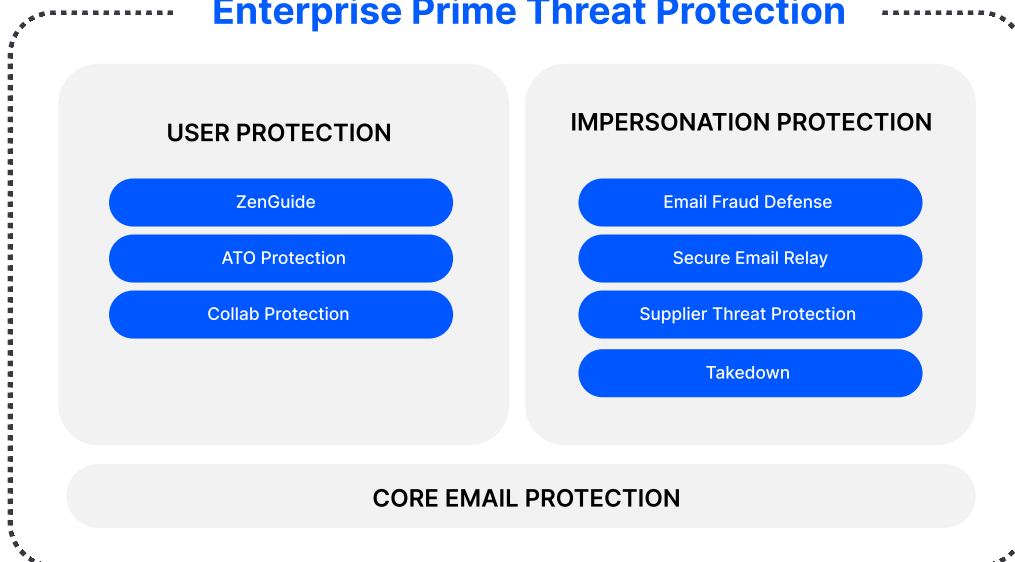 Enterprise Prime Threat Protection
USER PROTECTION
ZenGuide
ATO Protection
Collab Protection
IMPERSONATION PROTECTION
Email Fraud Defense
Secure Email Relay
Supplier Threat Protection
Takedown
CORE EMAIL PROTECTION